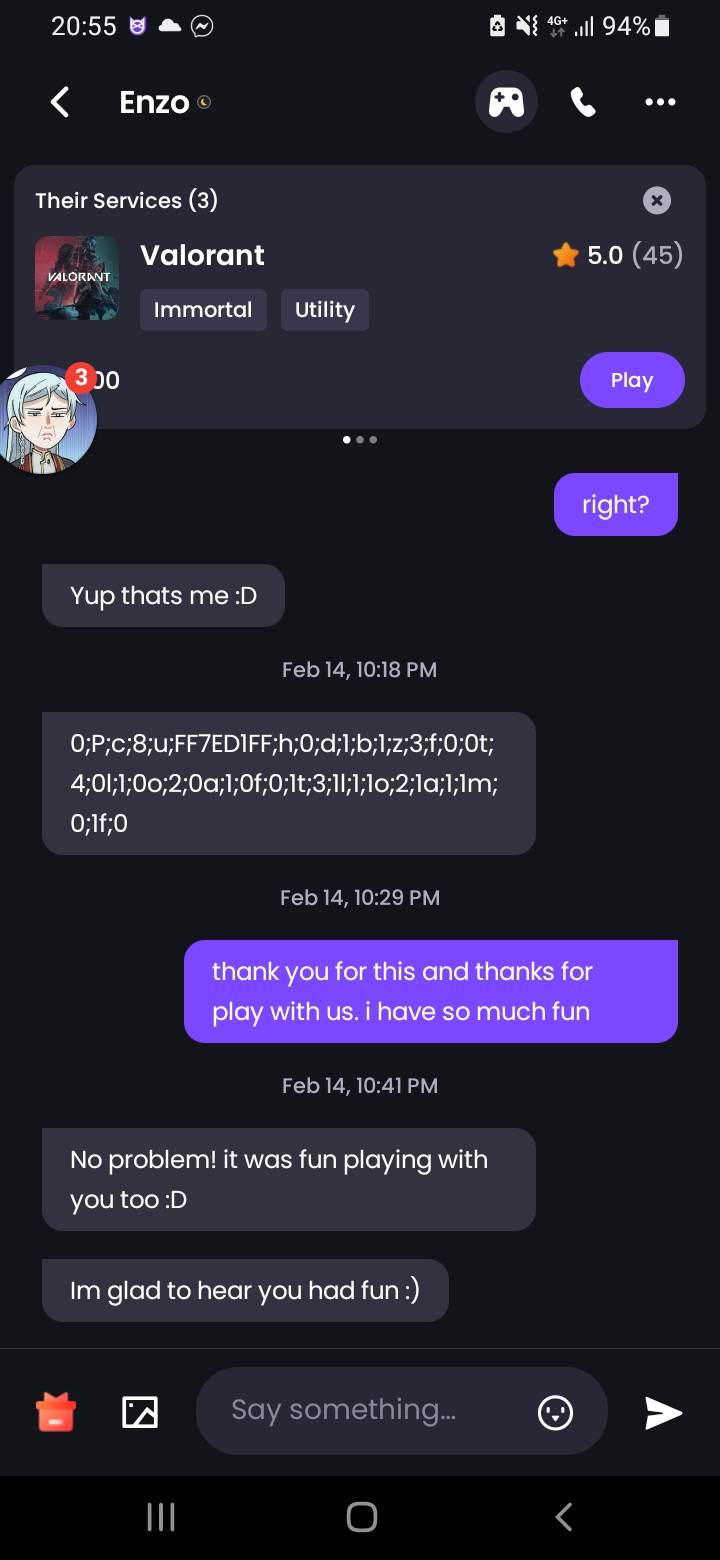 20:55
4G+
94%
Enzo
Their Services (3)
VALORANT
Valorant
5.0 (45)
Immortal
Utility
3
00
Play
right?
Yup thats me :D
Feb 14, 10:18 PM
0;P;c;8;u;FF7ED1FF;h;0;d;1;b;1;z;3;f;0;0t;
4;0l;1;0o;2;0a;1;0f;0;1t;3;1l;1;1o;2;1a;1;1m;
0;1f;0
Feb 14, 10:29 PM
thank you for this and thanks for
play with us. i have so much fun
Feb 14, 10:41 PM
No problem! it was fun playing with
you too :D
Im glad to hear you had fun :)
Say something...